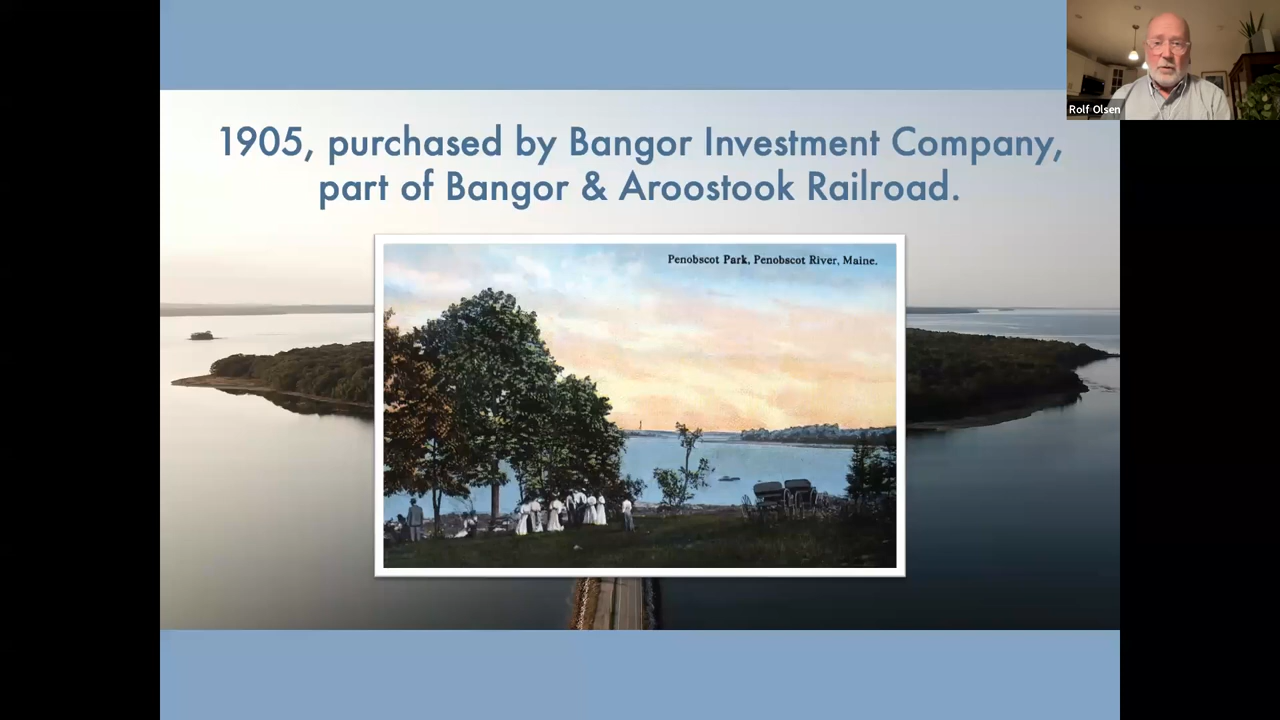 1905, purchased by Bangor Investment Company,
part of Bangor & Aroostook Railroad.
Penobscot Park, Penobscot River, Maine.
Rolf Olsen